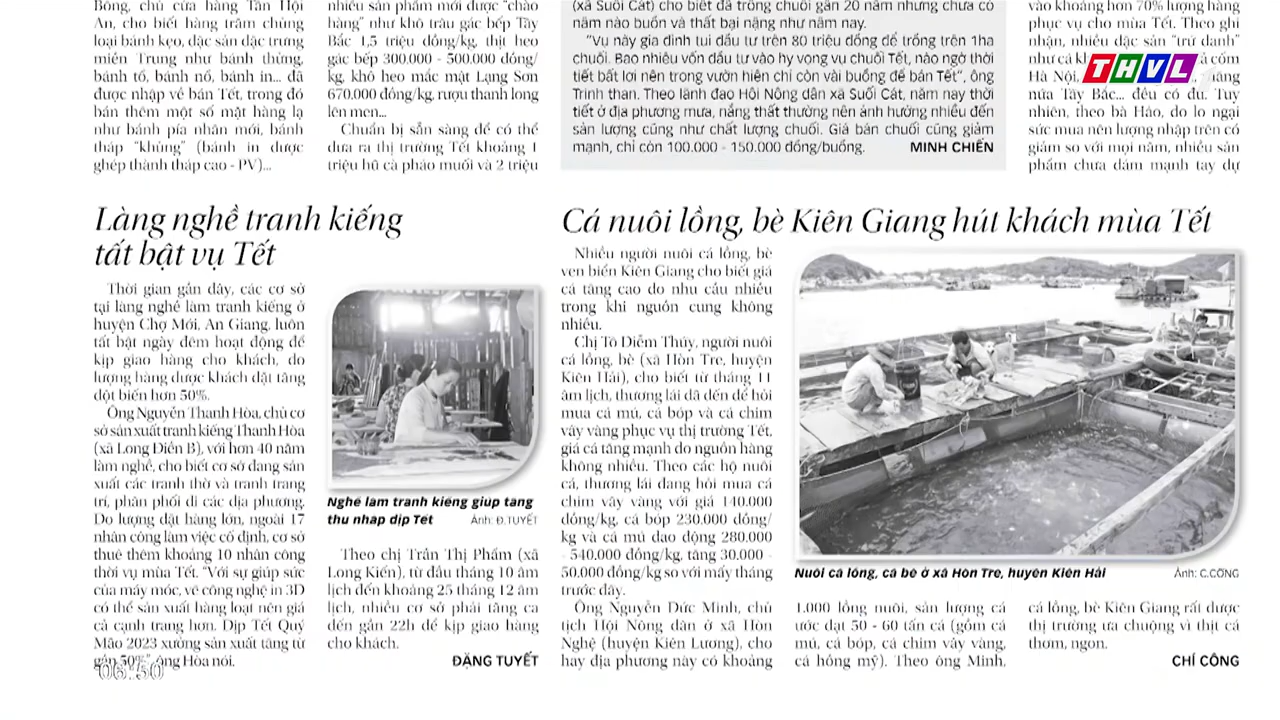 Bông, chủ cửa hàng Tân Hội
An, cho biết hàng trăm chủng
loại bánh kẹo, đặc sản đặc trưng
miền Trung như bánh thửng,
bánh tổ, bánh nổ, bánh in... đã
được nhập về bán Tết, trong đó
bán thêm một số mặt hàng lạ
như bánh pía nhân mới, bánh
tháp "khủng" (bánh in được
ghép thành tháp cao - PV)...
nhiều sản phẩm mới được "chào
hàng" như khô trâu gác bếp Tây
Bắc 1,5 triệu đồng/kg, thịt heo
gác bếp 300.000 - 500.000 đồng/
kg, khô heo mắc mật Lạng Sơn
670.000 đồng/kg, rượu thanh long
lên men...
Chuẩn bị sẵn sàng để có thể
đưa ra thị trường Tết khoảng 1
triệu hũ cà pháo muối và 2 triệu
(xã Suối Cát) cho biết đã trồng chuối gần 20 năm nhưng chưa có
năm nào buồn và thất bại nặng như năm nay.
"Vụ này gia đình tui đầu tư trên 80 triệu đồng để trồng trên 1ha
chuối. Bao nhiêu vốn đầu tư vào hy vọng vụ chuối Tết, nào ngờ thời
tiết bất lợi nên trong vườn hiện chỉ còn vài buồng để bán Tết", ông
Trinh than. Theo lãnh đạo Hội Nông dân xã Suối Cát, năm nay thời
tiết ở địa phương mưa, nắng thất thường nên ảnh hưởng nhiều đến
sản lượng cũng như chất lượng chuối. Giá bán chuối cũng giảm
mạnh, chỉ còn 100.000 - 150.000 đồng/buồng. MINH CHIẾN
vào khoảng hơn 70% lượng hàng
phục vụ cho mùa Tết. Theo ghi
nhận, nhiều đặc sản "trứ danh"
như cá cốm
Hà Nội, măng
nứa Tây Bắc... đều có đủ. Tuy
nhiên, theo bà Hảo, do lo ngại
sức mua nên lượng nhập trên có
giảm so với mọi năm, nhiều sản
phẩm chưa dám mạnh tay dự
THVL
Làng nghề tranh kiếng
tất bật vụ Tết
Thời gian gần đây, các cơ sở
tại làng nghề làm tranh kiếng ở
huyện Chợ Mới, An Giang, luôn
tất bật ngày đêm hoạt động để
kịp giao hàng cho khách, do
lượng hàng được khách đặt tăng
đột biến hơn 50%.
Ông Nguyễn Thanh Hòa, chủ cơ
sở sản xuất tranh kiếng Thanh Hòa
(xã Long Điền B), với hơn 40 năm
làm nghề, cho biết cơ sở đang sản
xuất các tranh thờ và tranh trang
trí, phân phối đi các địa phương.
Do lượng đặt hàng lớn, ngoài 17
nhân công làm việc cố định, cơ sở
thuê thêm khoảng 10 nhân công
thời vụ mùa Tết. "Với sự giúp sức
của máy móc, vẽ công nghệ in 3D
có thể sản xuất hàng loạt nên giá
cả cạnh trang hơn. Dịp Tết Quý
Mão 2023 xưởng sản xuất tăng từ
gần 50%", ông Hòa nói.
06:50
Nghề làm tranh kiếng giúp tăng
thu nhập dịp Tết Ảnh: Đ.TUYẾT
Theo chị Trần Thị Phấm (xã
Long Kiến), từ đầu tháng 10 âm
lịch đến khoảng 25 tháng 12 âm
lịch, nhiều cơ sở phải tăng ca
đến gần 22h để kịp giao hàng
cho khách.
ĐẶNG TUYẾT
Cá nuôi lồng, bè Kiên Giang hút khách mùa Tết
Nhiều người nuôi cá lồng, bè
ven biển Kiên Giang cho biết giá
cá tăng cao do nhu cầu nhiều
trong khi nguồn cung không
nhiều.
Chị Tô Diễm Thúy, người nuôi
cá lồng, bè (xã Hòn Tre, huyện
Kiên Hải), cho biết từ tháng 11
âm lịch, thương lái đã đến để hỏi
mua cá mú, cá bóp và cá chim
vây vàng phục vụ thị trường Tết,
giá cá tăng mạnh do nguồn hàng
không nhiều. Theo các hộ nuôi
cá, thương lái đang hỏi mua cá
chim vây vàng với giá 140.000
đồng/kg, cá bóp 230.000 đồng/
kg và cá mú dao động 280.000
- 540.000 đồng/kg, tăng 30.000 -
50.000 đồng/kg so với mấy tháng
trước đây.
Ông Nguyễn Đức Minh, chủ
tịch Hội Nông dân ở xã Hòn
Nghệ (huyện Kiên Lương), cho
hay địa phương này có khoảng
Nuôi cá lồng, cá bè ở xã Hòn Tre, huyện Kiên Hải Ảnh: C.CÔNG
1.000 lồng nuôi, sản lượng cá
ước đạt 50 - 60 tấn cá (gồm cá
mú, cá bóp, cá chim vây vàng,
cá hồng mỹ). Theo ông Minh,
cá lồng, bè Kiên Giang rất được
thị trường ưa chuộng vì thịt cá
thơm, ngon.
CHÍ CÔNG